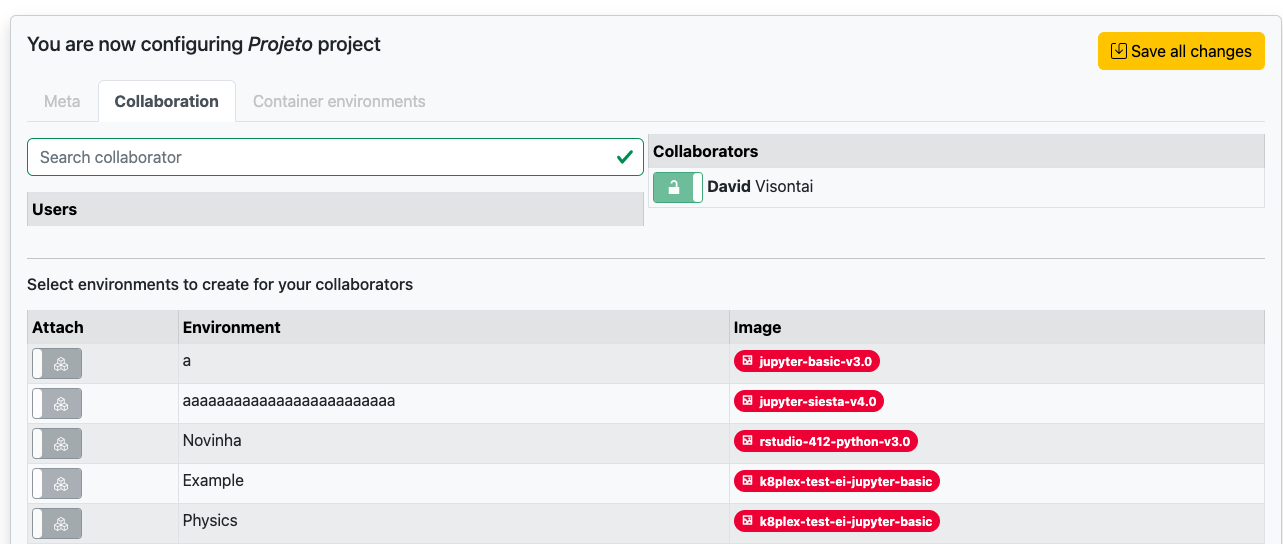 You are now configuring Projeto project
Save all changes
Meta Collaboration Container environments
Search collaborator
Collaborators
David Visontai
Users
Select environments to create for your collaborators
Attach Environment Image
a jupyter-basic-v3.0
aaaaaaaaaaaaaaaaaaaaaaaaa jupyter-siesta-v4.0
Novinha rstudio-412-python-v3.0
Example k8plex-test-ei-jupyter-basic
Physics k8plex-test-ei-jupyter-basic